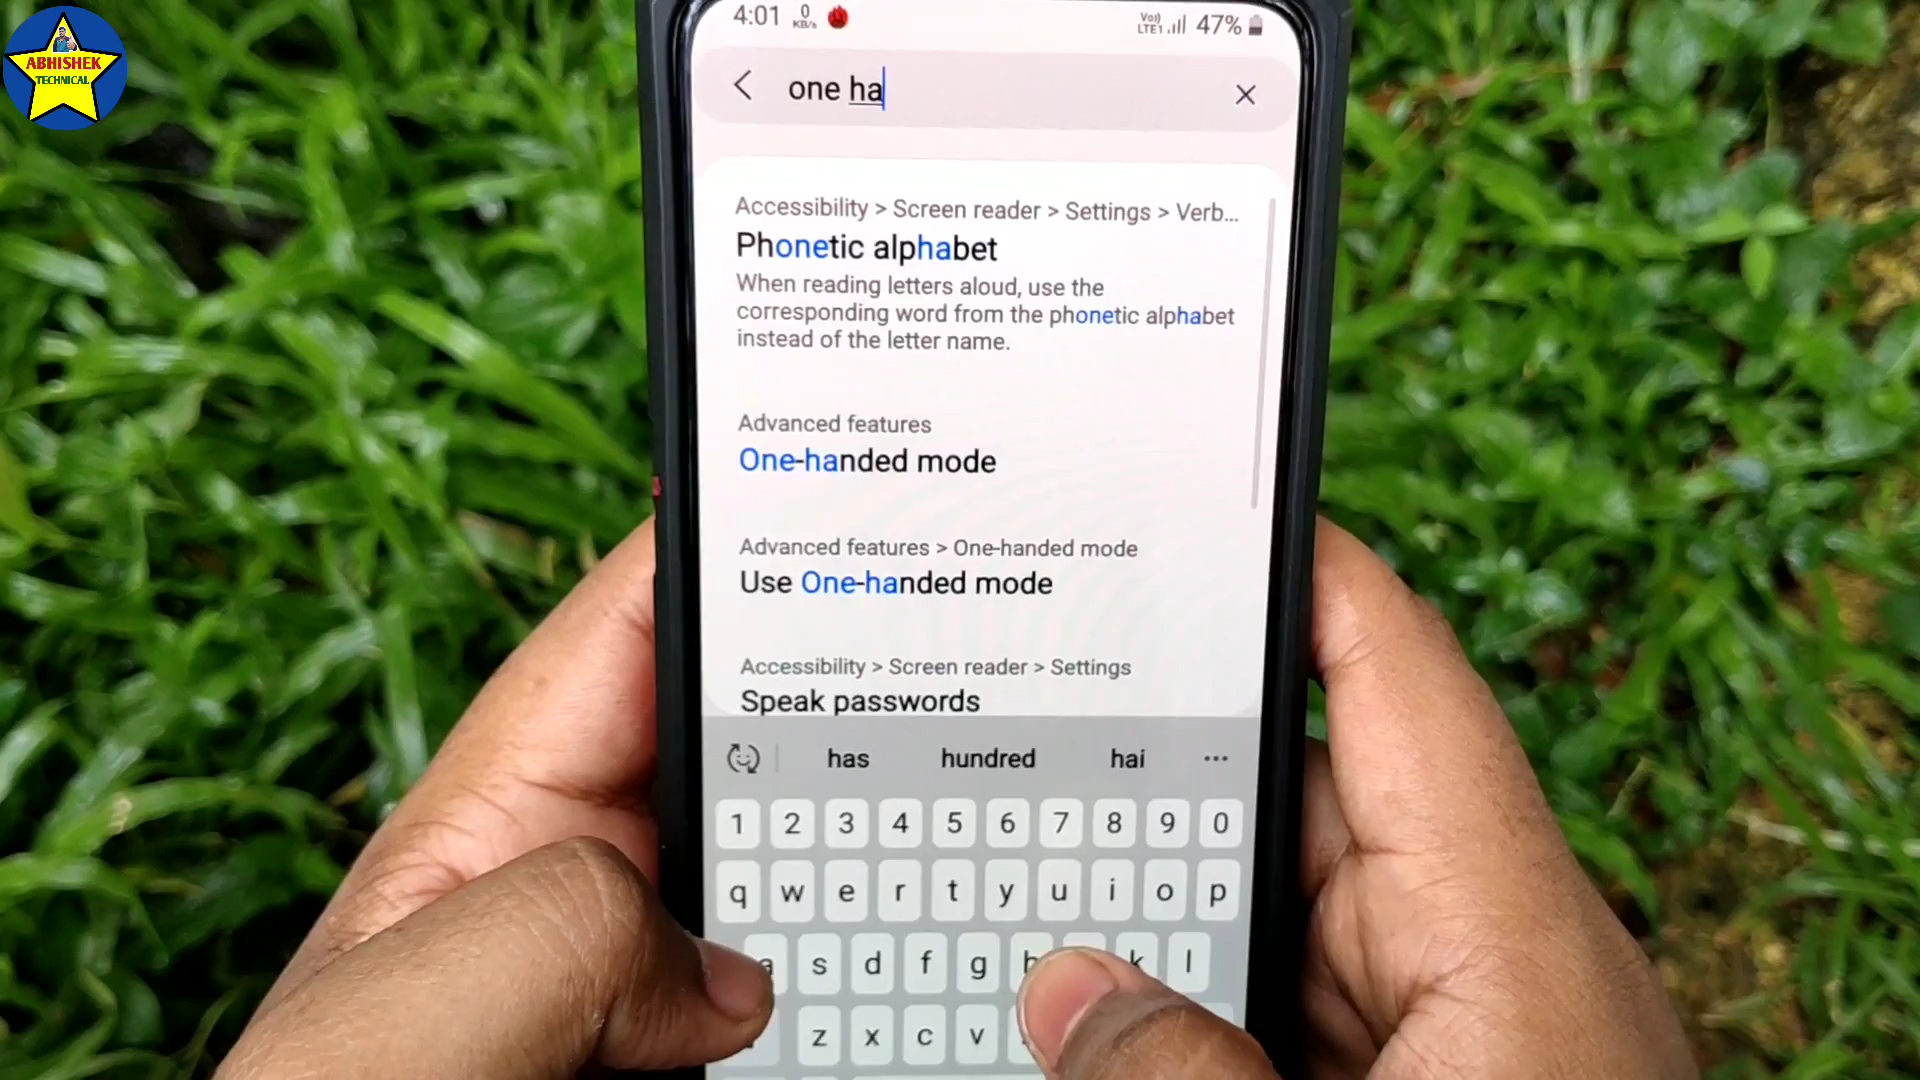 ABHISHEK
TECHNICAL
4:01 0 KB/s Vo) LTE1 47%
one ha
Accessibility > Screen reader > Settings > Verb...
Phonetic alphabet
When reading letters aloud, use the
corresponding word from the phonetic alphabet
instead of the letter name.
Advanced features
One-handed mode
Advanced features > One-handed mode
Use One-handed mode
Accessibility > Screen reader > Settings
Speak passwords
has hundred hai ...
1 2 3 4 5 6 7 8 9 0
q w e r t y u i o p
a s d f g h k l
z x c v